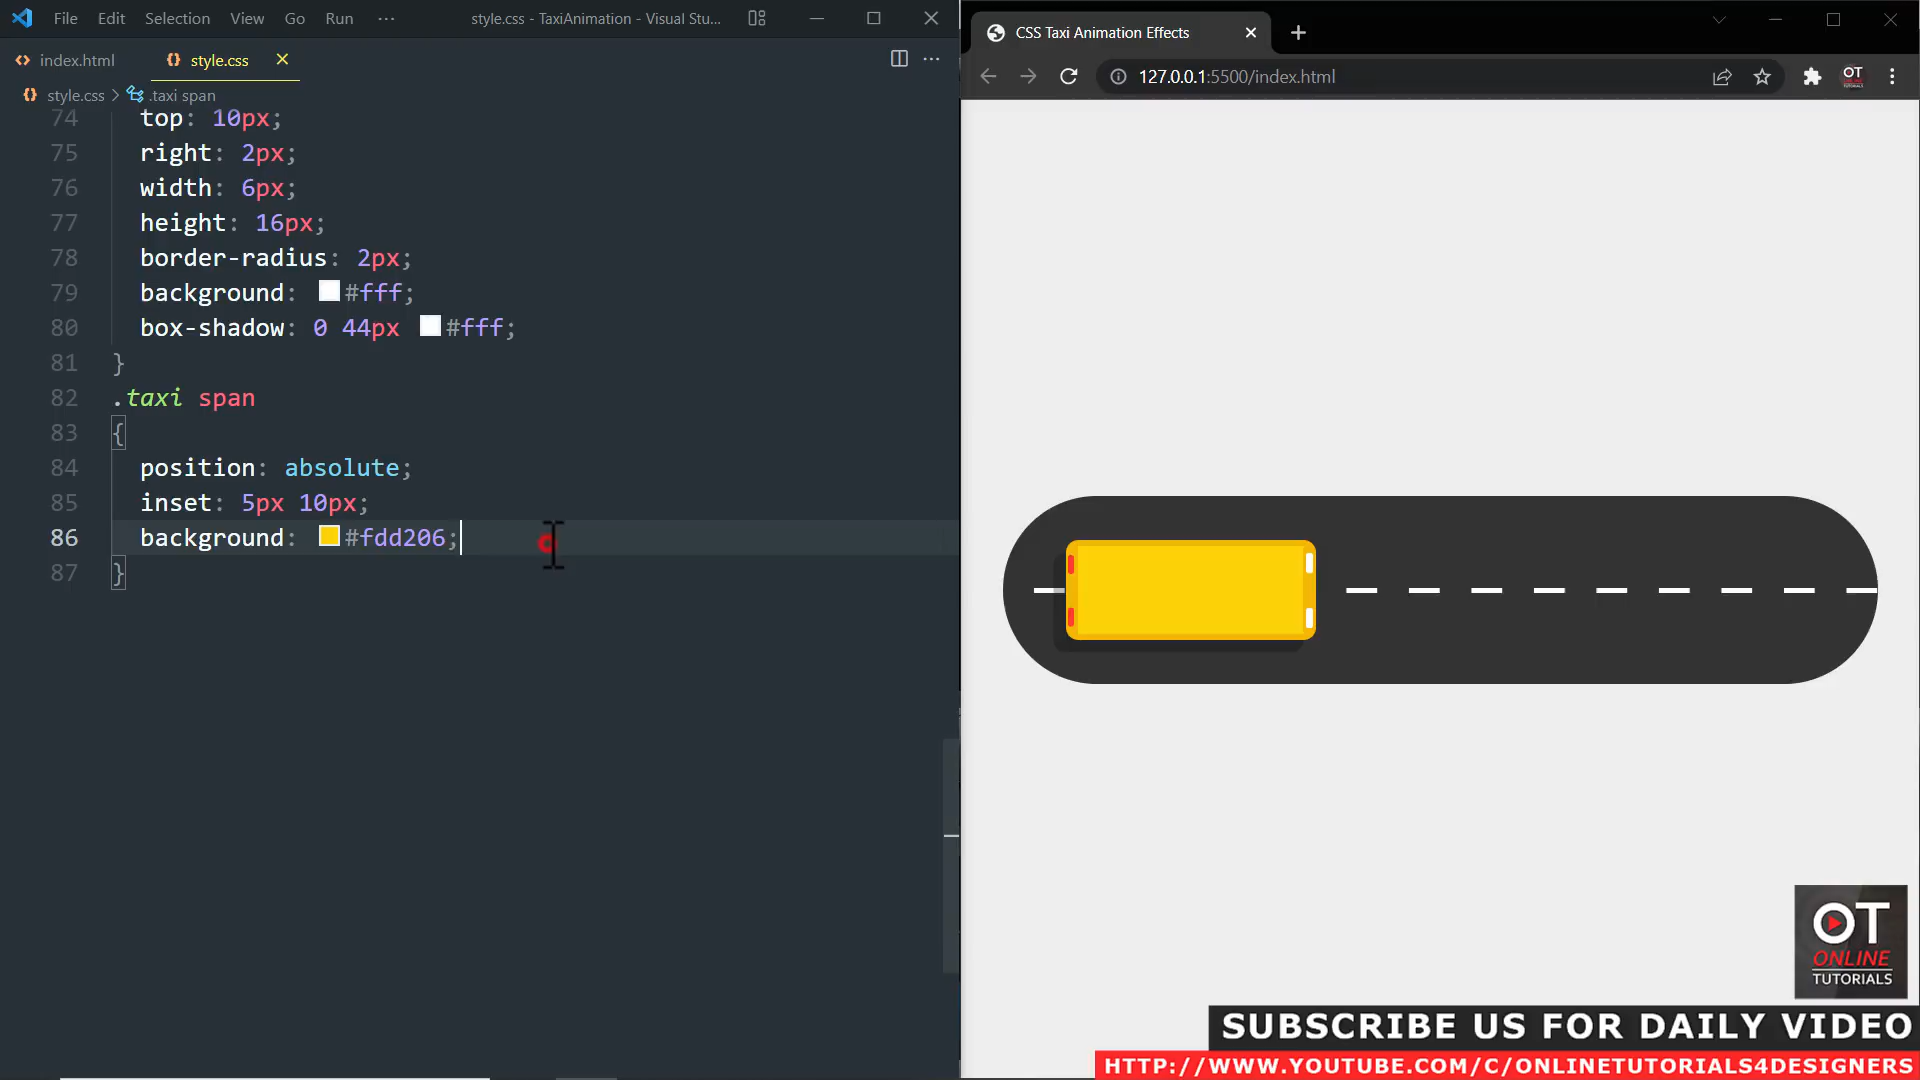 File Edit Selection View Go Run ··· style.css - TaxiAnimation - Visual Stu...
index.html style.css
style.css > .taxi span
74 top: 10px;
75 right: 2px;
76 width: 6px;
77 height: 16px;
78 border-radius: 2px;
79 background: #fff;
80 box-shadow: 0 44px #fff;
81 }
82 .taxi span
83 {
84 position: absolute;
85 inset: 5px 10px;
86 background: #fdd206;
87 }
CSS Taxi Animation Effects
127.0.0.1:5500/index.html
OT
ONLINE
TUTORIALS
SUBSCRIBE US FOR DAILY VIDEO
HTTP://WWW.YOUTUBE.COM/C/ONLINETUTORIALS4DESIGNERS